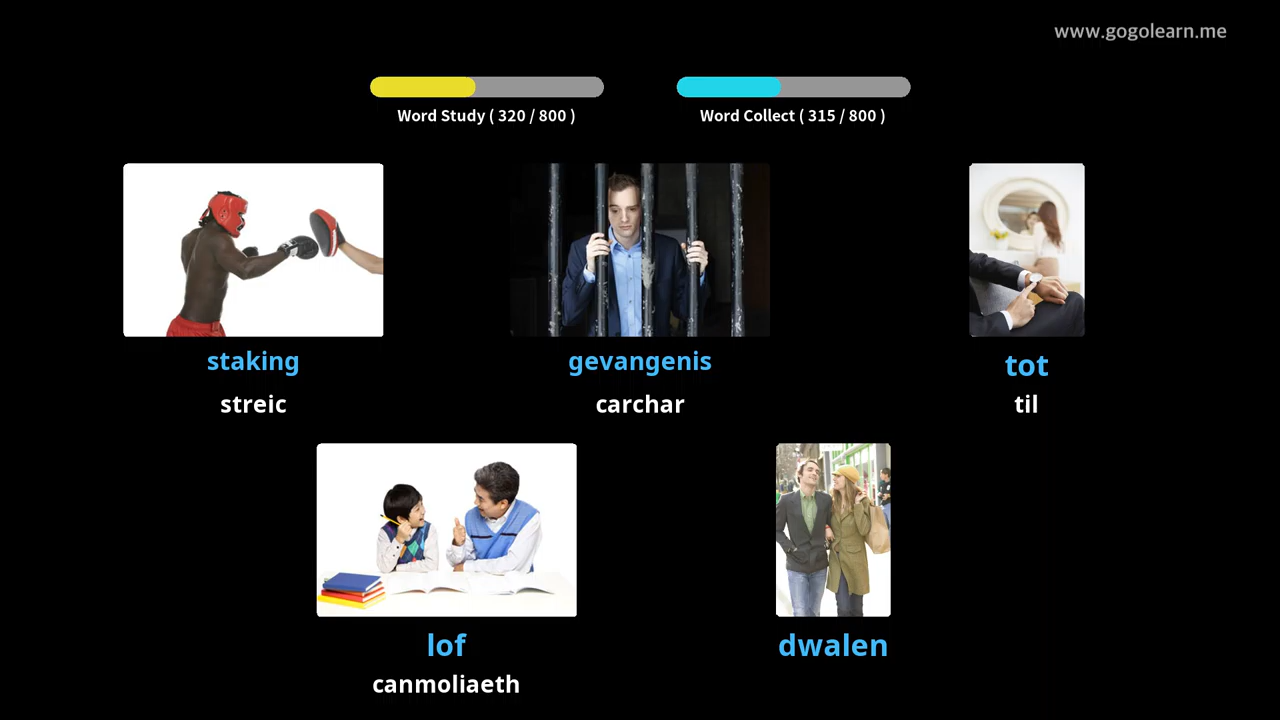 www.gogolearn.me
Word Study ( 320 / 800 )
Word Collect ( 315 / 800 )
staking
gevangenis
tot
streic
carchar
til
lof
dwalen
canmoliaeth